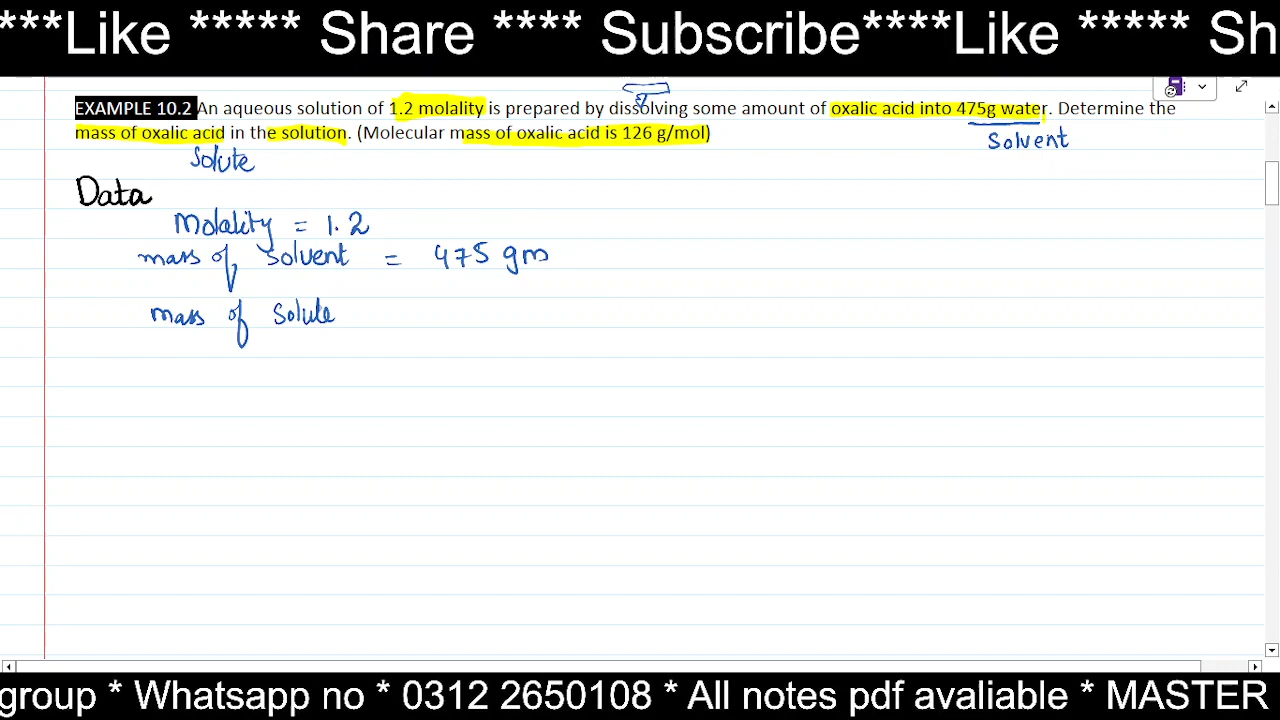 ***Like ***** Share **** Subscribe****Like ***** Sh
EXAMPLE 10.2 An aqueous solution of 1.2 molality is prepared by dissolving some amount of oxalic acid into 475g water. Determine the
mass of oxalic acid in the solution. (Molecular mass of oxalic acid is 126 g/mol)
Solvent
Solute
Data
Molality = 1.2
mass of solvent = 475 gm
mass of solute
group * Whatsapp no * 0312 2650108 * All notes pdf avaliable * MASTER